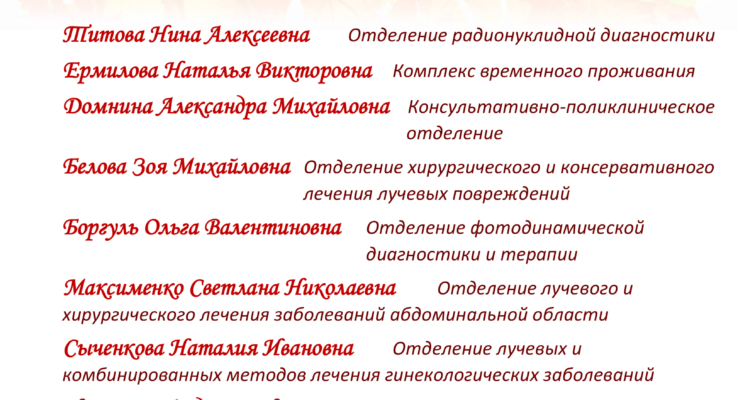 Титова Нина Алексеевна Отделение радионуклидной диагностики
Ермилова Наталья Викторовна Комплекс временного проживания
Домнина Александра Михайловна Консультативно-поликлиническое
отделение
Белова Зоя Михайловна Отделение хирургического и консервативного
лечения лучевых повреждений
Боргуль Ольга Валентиновна Отделение фотодинамической
диагностики и терапии
Максименко Светлана Николаевна Отделение лучевого и
хирургического лечения заболеваний абдоминальной области
Сыченкова Наталия Ивановна Отделение лучевых и
комбинированных методов лечения гинекологических заболеваний